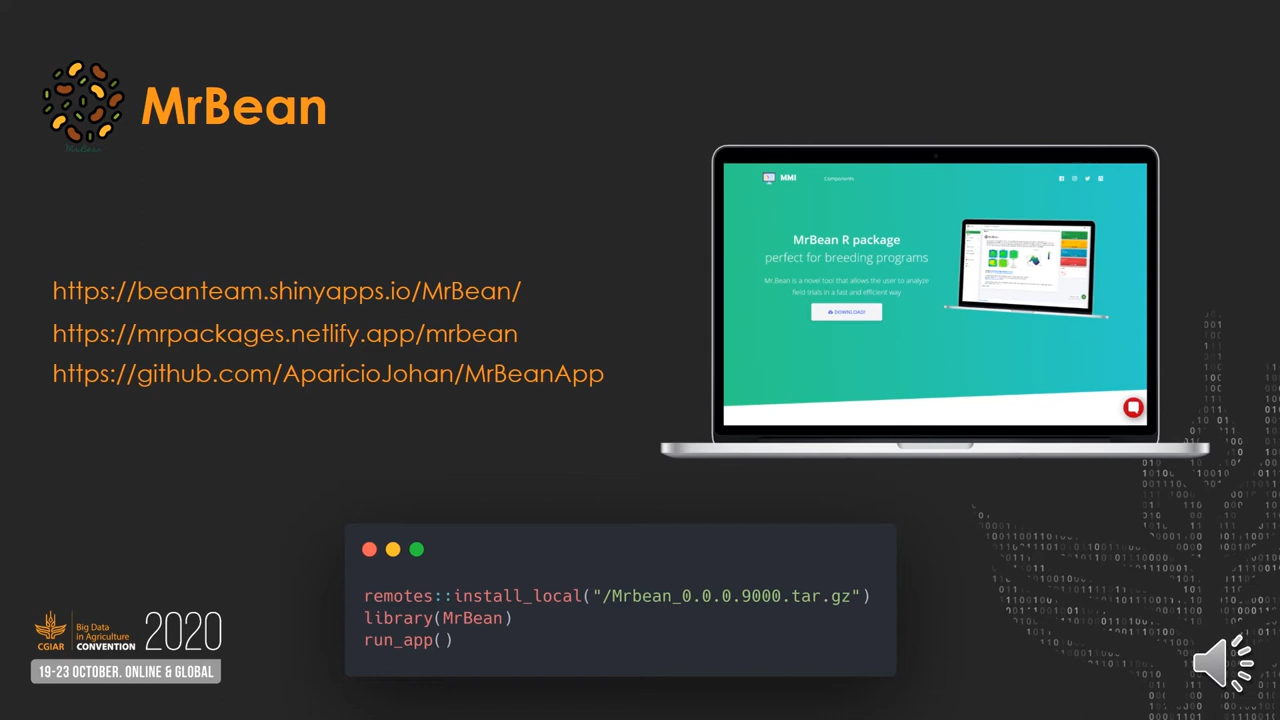 MrBean
MrBean
https://beanteam.shinyapps.io/MrBean/
https://mrpackages.netlify.app/mrbean
https://github.com/AparicioJohan/MrBeanApp
MMI
Components
MrBean R package
perfect for breeding programs
Mr Bean is a novel tool that allows the user to analyze
field trials in a fast and efficient way
DOWNLOAD!
remotes::install_local("/Mrbean_0.0.0.9000.tar.gz")
library(MrBean)
run_app()
CGIAR
Big Data
in Agriculture
CONVENTION
2020
19-23 OCTOBER. ONLINE & GLOBAL